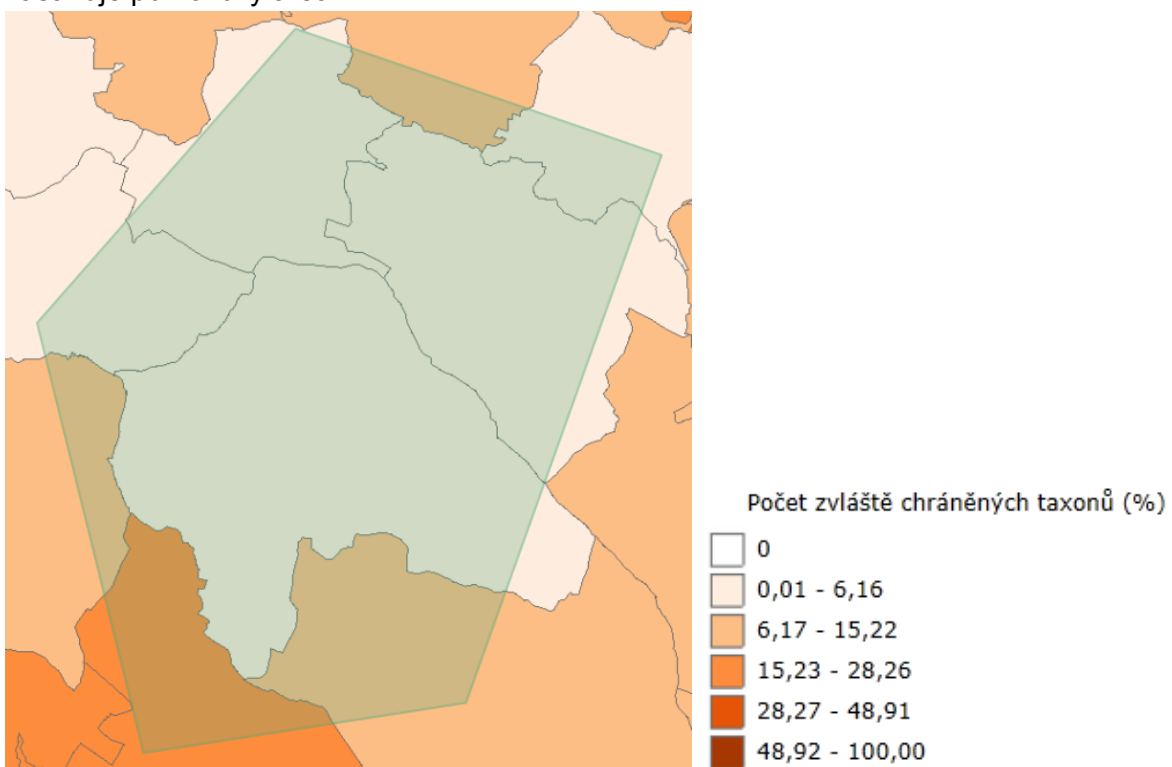 Počet zvláště chráněných taxonů (%)
0
0,01 - 6,16
6,17 - 15,22
15,23 - 28,26
28,27 - 48,91
48,92 - 100,00